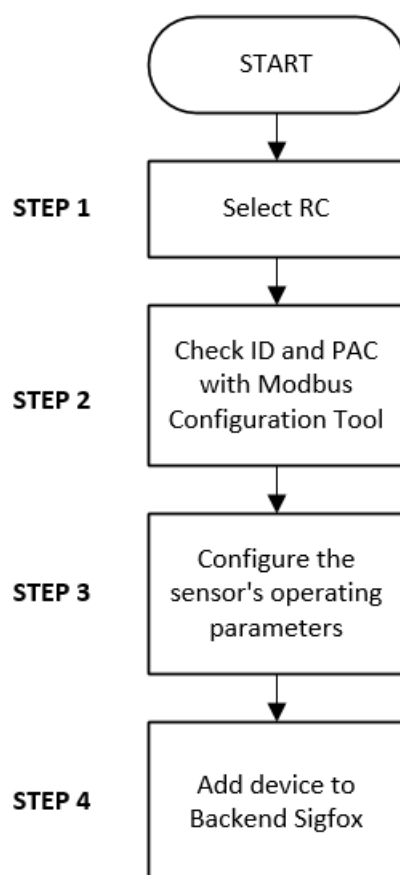 START
STEP 1
Select RC
STEP 2
Check ID and PAC
with Modbus
Configuration Tool
STEP 3
Configure the
sensor's operating
parameters
STEP 4
Add device to
Backend Sigfox